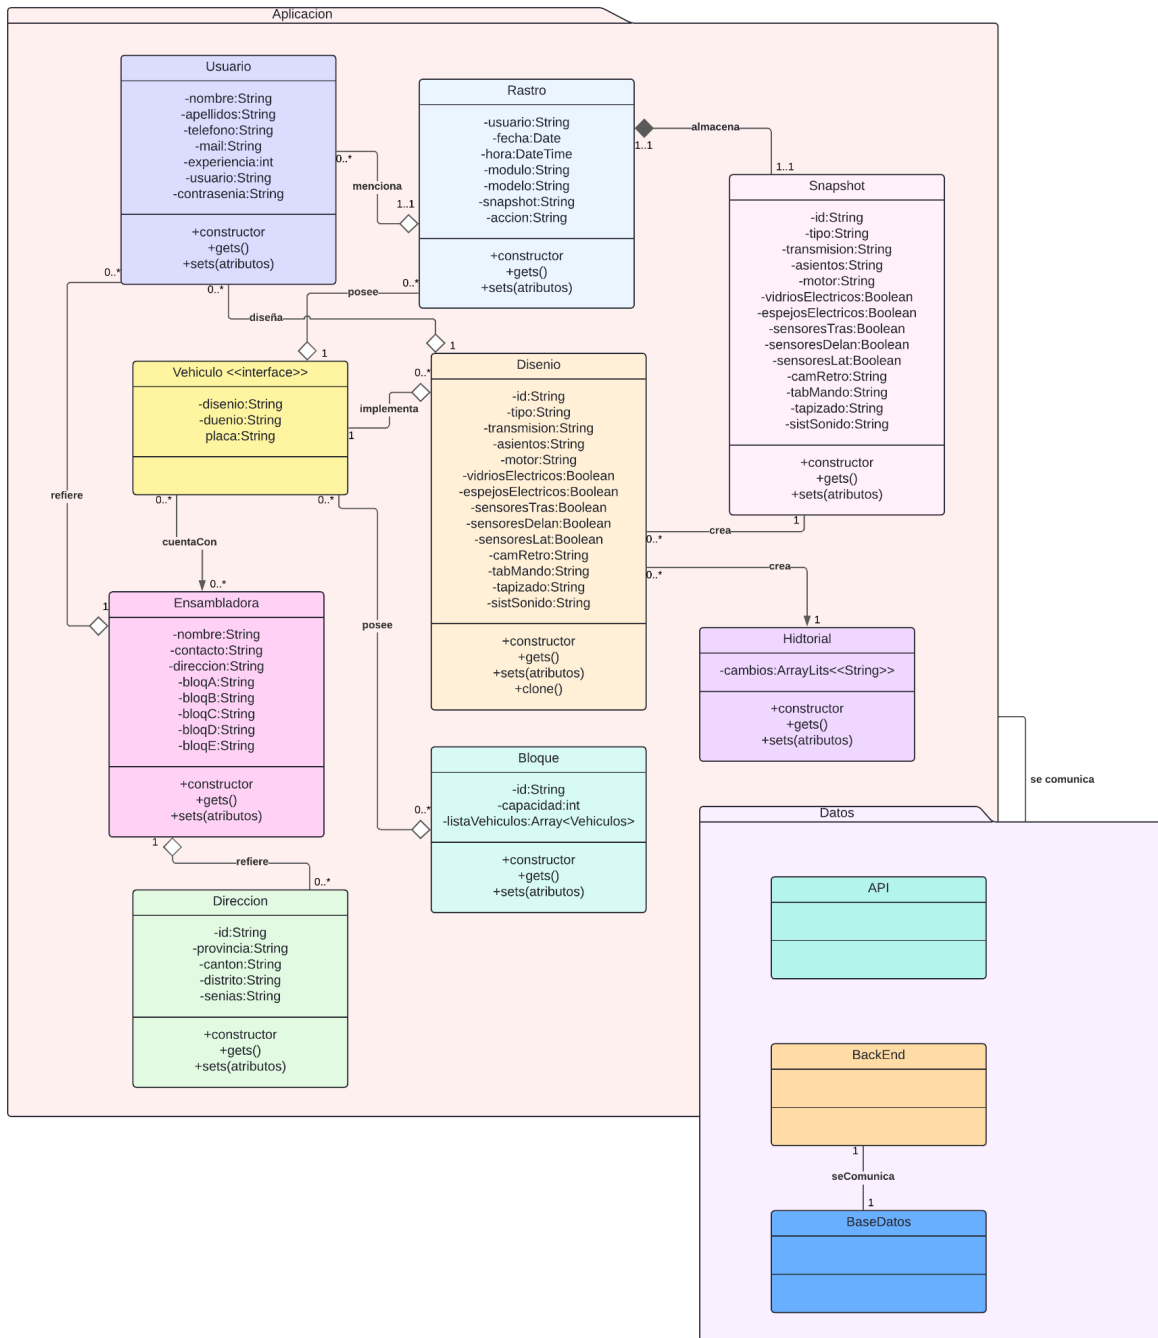 Aplicacion
Usuario
-nombre:String
-apellidos:String
-telefono:String
-mail:String
-experiencia:int
-usuario:String
-contrasenia:String
+constructor
+gets()
+sets(atributos)
Rastro
-usuario:String
-fecha:Date
-hora:DateTime
-modulo:String
-modelo:String
-snapshot:String
-accion:String
+constructor
+gets()
+sets(atributos)
almacena
1..1
1..1
0..*
menciona
1..1
Snapshot
-id:String
-tipo:String
-transmision:String
-asientos:String
-motor:String
-vidriosElectricos:Boolean
-espejosElectricos:Boolean
-sensoresTras:Boolean
-sensoresDelan:Boolean
-sensoresLat:Boolean
-camRetro:String
-tabMando:String
-tapizado:String
-sistSonido:String
+constructor
+gets()
+sets(atributos)
0..*
0..*
0..*
posee
1
diseña
1
Vehiculo <<interface>>
-disenio:String
-duenio:String
placa:String
0..*
implementa
1
Disenio
-id:String
-tipo:String
-transmision:String
-asientos:String
-motor:String
-vidriosElectricos:Boolean
-espejosElectricos:Boolean
-sensoresTras:Boolean
-sensoresDelan:Boolean
-sensoresLat:Boolean
-camRetro:String
-tabMando:String
-tapizado:String
-sistSonido:String
+constructor
+gets()
+sets(atributos)
+clone()
refiere
0..*
0..*
cuentaCon
0..*
1
1
crea
0..*
crea
0..*
1
Ensambladora
-nombre:String
-contacto:String
-direccion:String
-bloqA:String
-bloqB:String
-bloqC:String
-bloqD:String
-bloqE:String
+constructor
+gets()
+sets(atributos)
posee
0..*
Hidtorial
-cambios:ArrayLits<<String>>
+constructor
+gets()
+sets(atributos)
Bloque
-id:String
-capacidad:int
-listaVehiculos:Array<Vehiculos>
+constructor
+gets()
+sets(atributos)
se comunica
1
refiere
0..*
Direccion
-id:String
-provincia:String
-canton:String
-distrito:String
-senias:String
+constructor
+gets()
+sets(atributos)
Datos
API
BackEnd
1
seComunica
1
BaseDatos